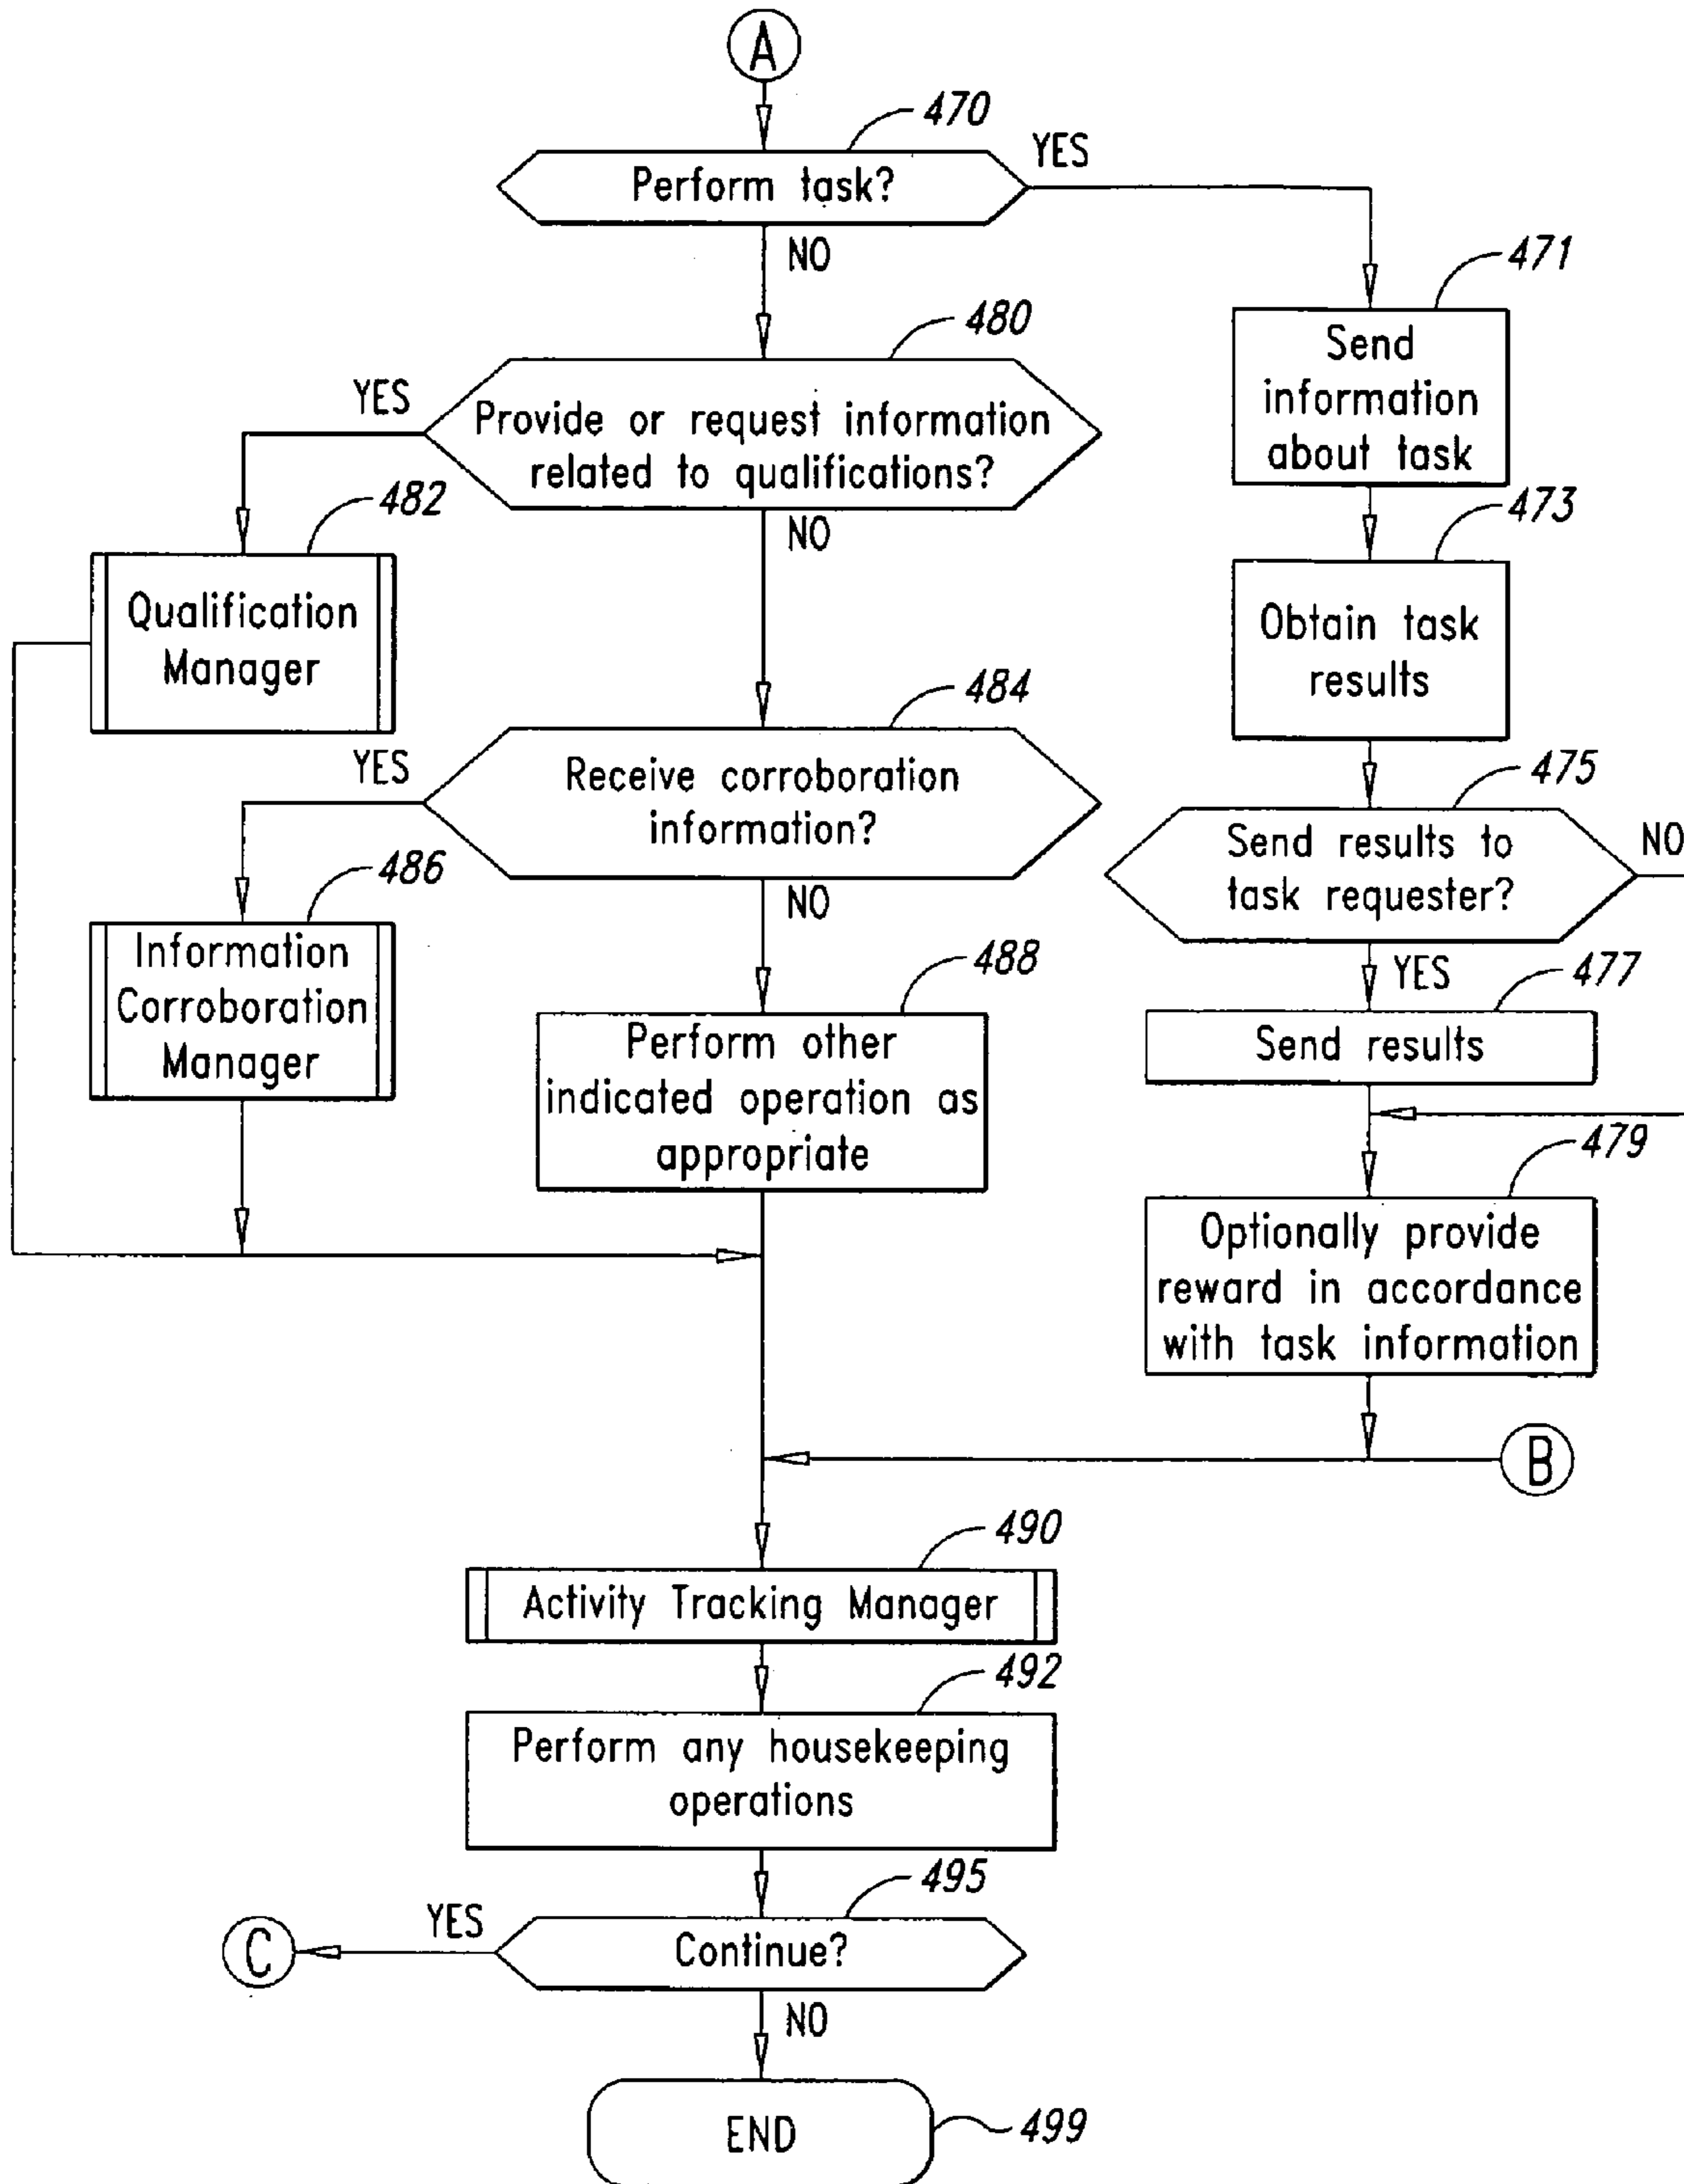 A
470
Perform task?
YES
NO
471
Send
information
about task
480
YES
Provide or request information
related to qualifications?
NO
482
Qualification
Manager
473
Obtain task
results
484
YES
Receive corroboration
information?
NO
475
Send results to
task requester?
NO
YES
486
Information
Corroboration
Manager
488
Perform other
indicated operation as
appropriate
477
Send results
479
Optionally provide
reward in accordance
with task information
B
490
Activity Tracking Manager
492
Perform any housekeeping
operations
495
YES
C
Continue?
NO
END
499